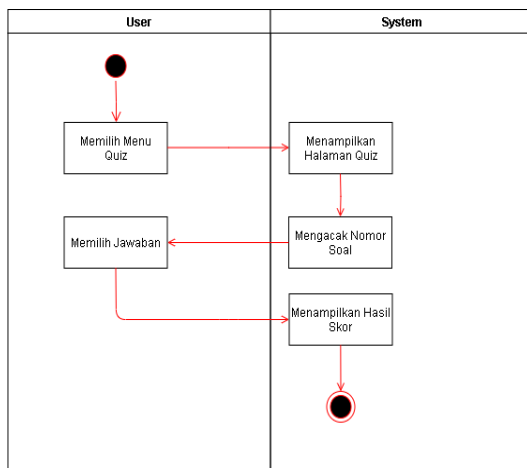 User
System
Memilih Menu
Quiz
Menampilkan
Halaman Quiz
Memilih Jawaban
Mengacak Nomor
Soal
Menampilkan Hasil
Skor